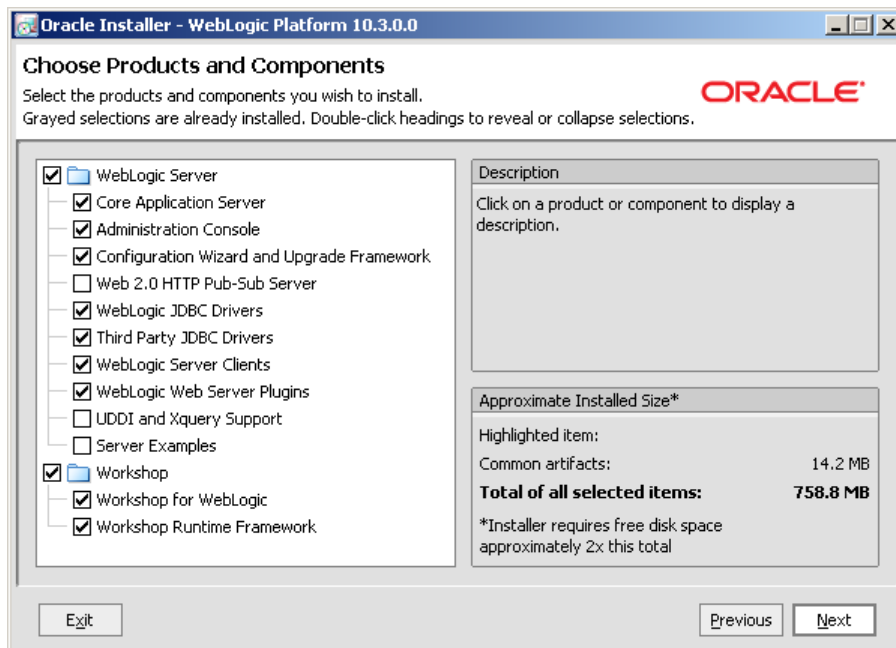 Oracle Installer - WebLogic Platform 10.3.0.0
Choose Products and Components
Select the products and components you wish to install.
Grayed selections are already installed. Double-click headings to reveal or collapse selections.
ORACLE
WebLogic Server
Core Application Server
Administration Console
Configuration Wizard and Upgrade Framework
Web 2.0 HTTP Pub-Sub Server
WebLogic JDBC Drivers
Third Party JDBC Drivers
WebLogic Server Clients
WebLogic Web Server Plugins
UDDI and Xquery Support
Server Examples
Workshop
Workshop for WebLogic
Workshop Runtime Framework
Description
Click on a product or component to display a
description.
Approximate Installed Size*
Highlighted item:
Common artifacts: 14.2 MB
Total of all selected items: 758.8 MB
*Installer requires free disk space
approximately 2x this total
Exit
Previous
Next